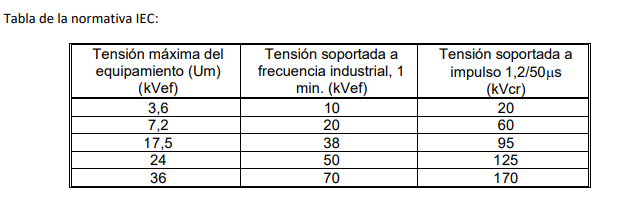 Tabla de la normativa IEC:
Tensión máxima del equipamiento (Um) (kVef) Tensión soportada a frecuencia industrial, 1 min. (kVef) Tensión soportada a impulso 1,2/50µs (kVcr)
3,6 10 20
7,2 20 60
17,5 38 95
24 50 125
36 70 170